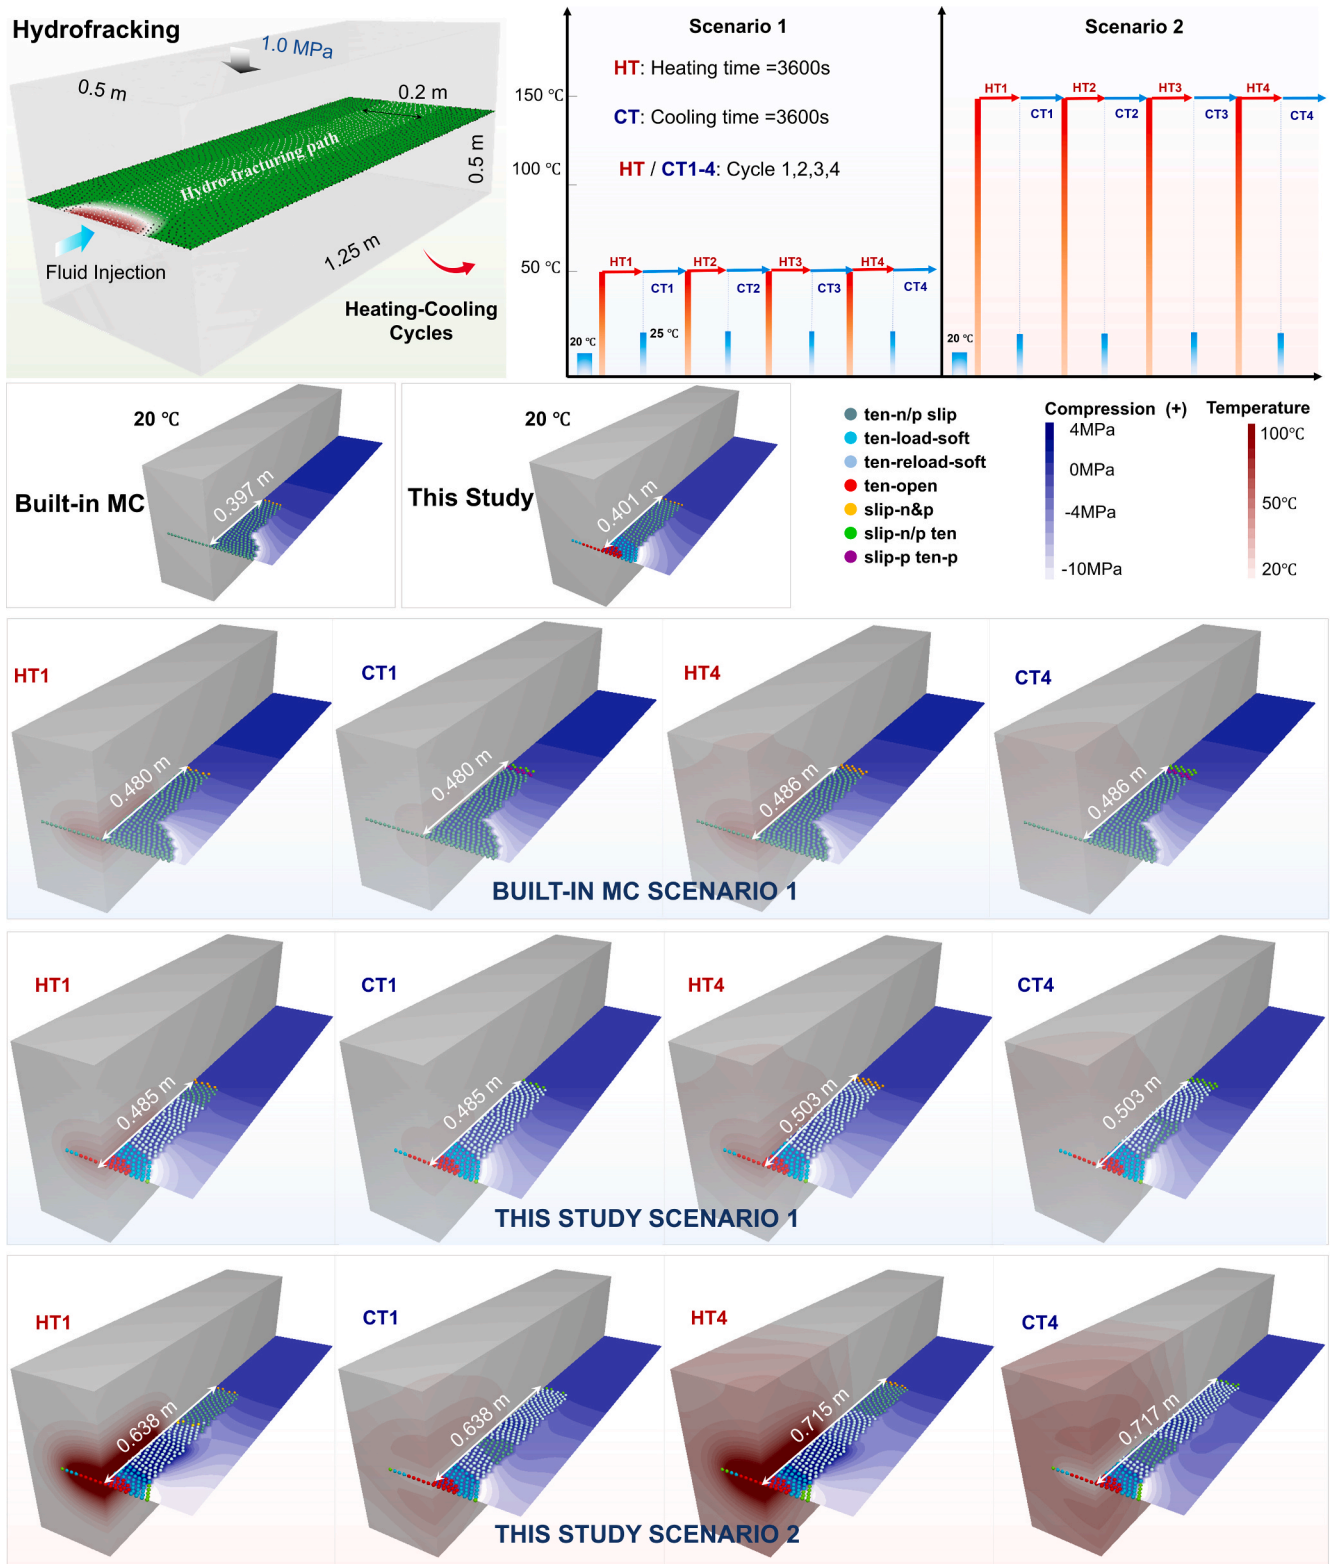 Hydrofracking
1.0 MPa
0.5 m
0.2 m
0.5 m
Hydro-fracturing path
1.25 m
Fluid Injection
Heating-Cooling
Cycles
Scenario 1
HT: Heating time =3600s
CT: Cooling time =3600s
HT / CT1-4: Cycle 1,2,3,4
150 ℃
100 ℃
50 ℃
HT1
HT2
HT3
HT4
CT1
CT2
CT3
CT4
20 ℃
25 ℃
Scenario 2
HT1
HT2
HT3
HT4
CT1
CT2
CT3
CT4
20 ℃
20 ℃
Built-in MC
0.397 m
20 ℃
This Study
0.401 m
ten-n/p slip
ten-load-soft
ten-reload-soft
ten-open
slip-n&p
slip-n/p ten
slip-p ten-p
Compression (+)
4MPa
0MPa
-4MPa
-10MPa
Temperature
100℃
50℃
20℃
HT1
CT1
HT4
CT4
0.480 m
0.480 m
0.486 m
0.486 m
BUILT-IN MC SCENARIO 1
HT1
CT1
HT4
CT4
0.485 m
0.485 m
0.503 m
0.503 m
THIS STUDY SCENARIO 1
HT1
CT1
HT4
CT4
0.638 m
0.638 m
0.715 m
0.717 m
THIS STUDY SCENARIO 2